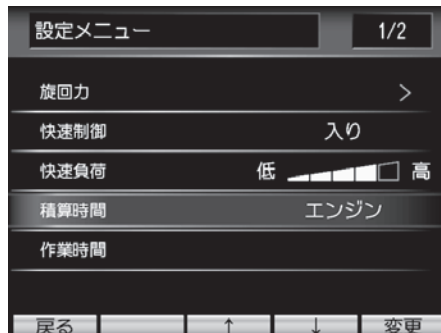 設定メニュー 1/2
旋回力 >
快速制御 入り
快速負荷 低 高
積算時間 エンジン
作業時間
戻る ↑ ↓ 変更